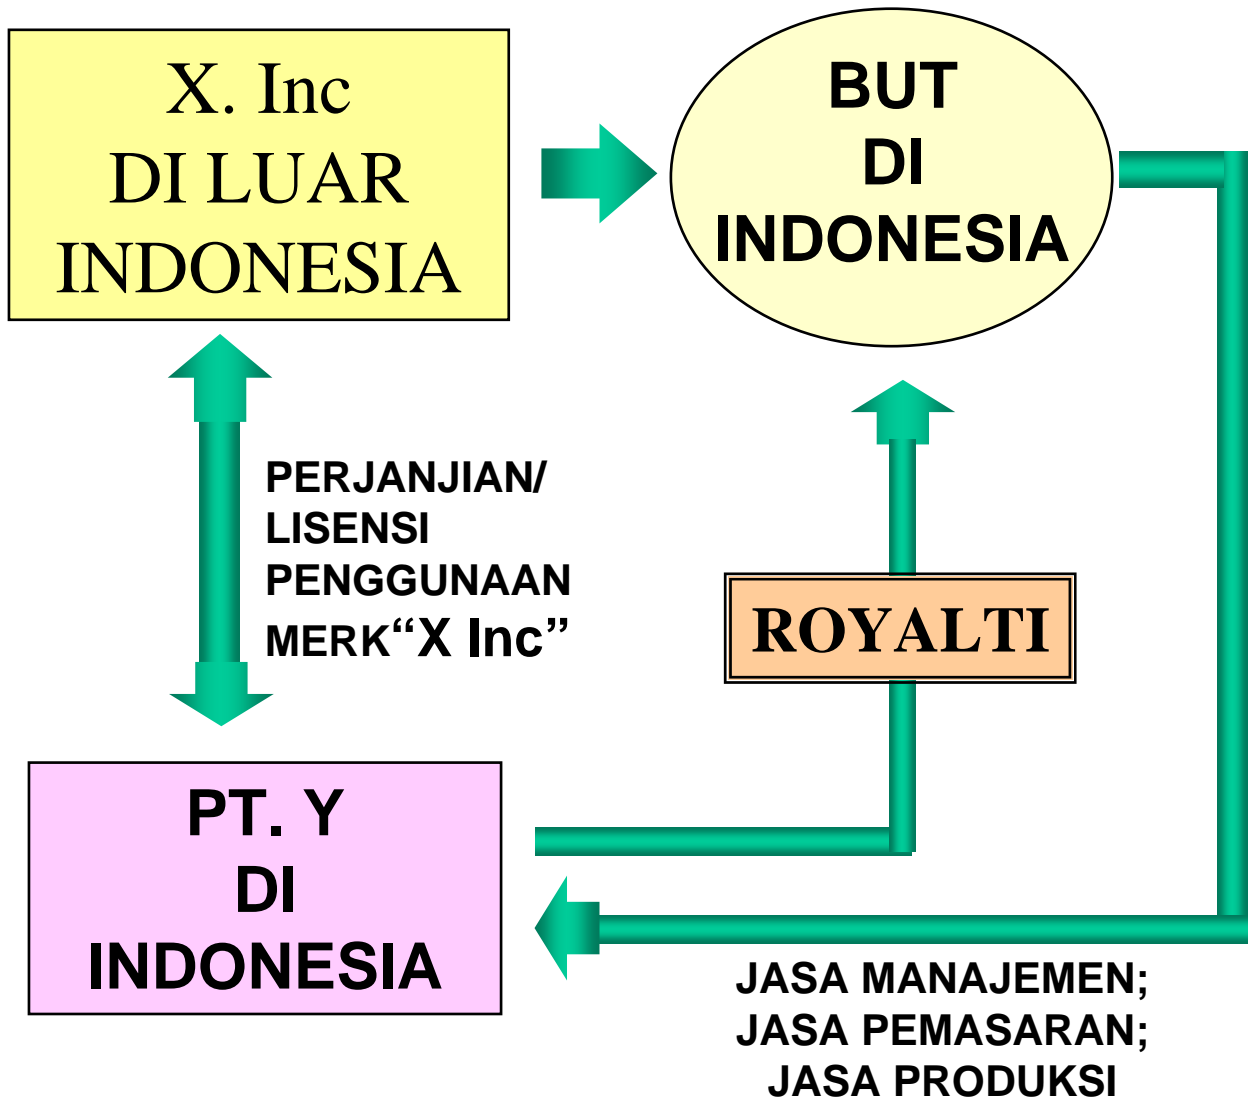 X. Inc
DI LUAR
INDONESIA
BUT
DI
INDONESIA
PERJANJIAN/
LISENSI
PENGGUNAAN
MERK“X Inc”
ROYALTI
PT. Y
DI
INDONESIA
JASA MANAJEMEN;
JASA PEMASARAN;
JASA PRODUKSI